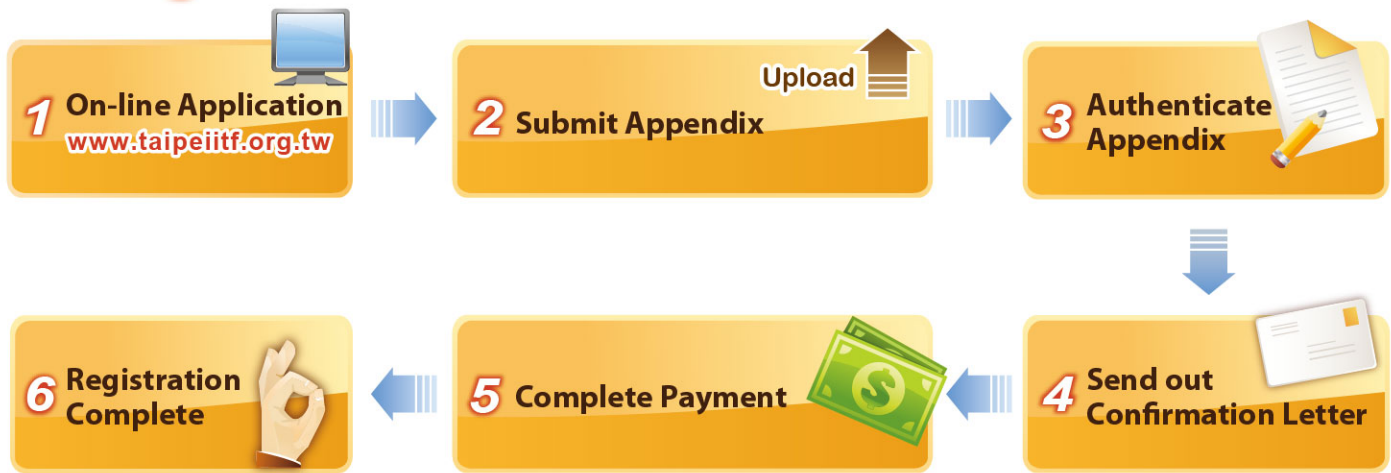 1 On-line Application
www.taipeiitf.org.tw
Upload
2 Submit Appendix
3 Authenticate
Appendix
4 Send out
Confirmation Letter
5 Complete Payment
6 Registration
Complete